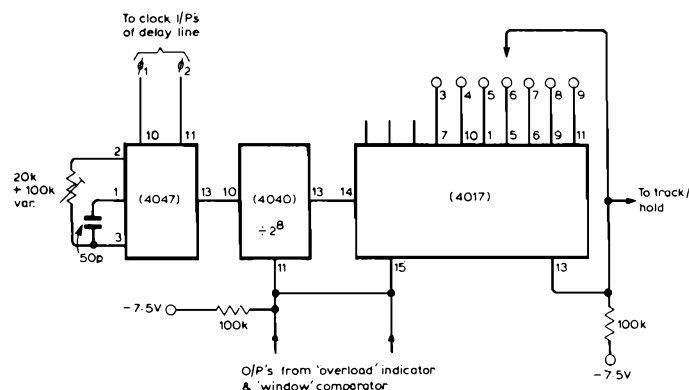 To clock I/P's
of delay line
ϕ1 ϕ2
3 4 5 6 7 8 9
10 11
7 10 1 5 6 9 11
2
20k
+ 100k
var.
1
(4047)
13
10
(4040)
÷2⁸
13
14
(4017)
To track/
hold
3
50p
11
15
13
-7.5V
100k
100k
-7.5V
O/P's from 'overload' indicator
& 'window' comparator